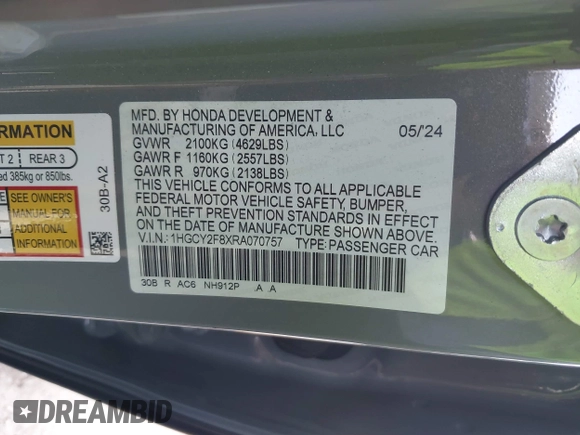 ORMATION
T 2 REAR 3
ed 385kg or 850lbs.
SEE OWNER'S
MANUAL FOR
ADDITIONAL
INFORMATION
30B-A2
MFD. BY HONDA DEVELOPMENT &
MANUFACTURING OF AMERICA, LLC 05/'24
GVWR 2100KG (4629LBS)
GAWR F 1160KG (2557LBS)
GAWR R 970KG (2138LBS)
THIS VEHICLE CONFORMS TO ALL APPLICABLE
FEDERAL MOTOR VEHICLE SAFETY, BUMPER,
AND THEFT PREVENTION STANDARDS IN EFFECT
ON THE DATE OF MANUFACTURE SHOWN ABOVE.
V.I.N.: 1HGCY2F8XRA070757 TYPE: PASSENGER CAR
30B R AC6 NH912P .A .A
DREAMBID